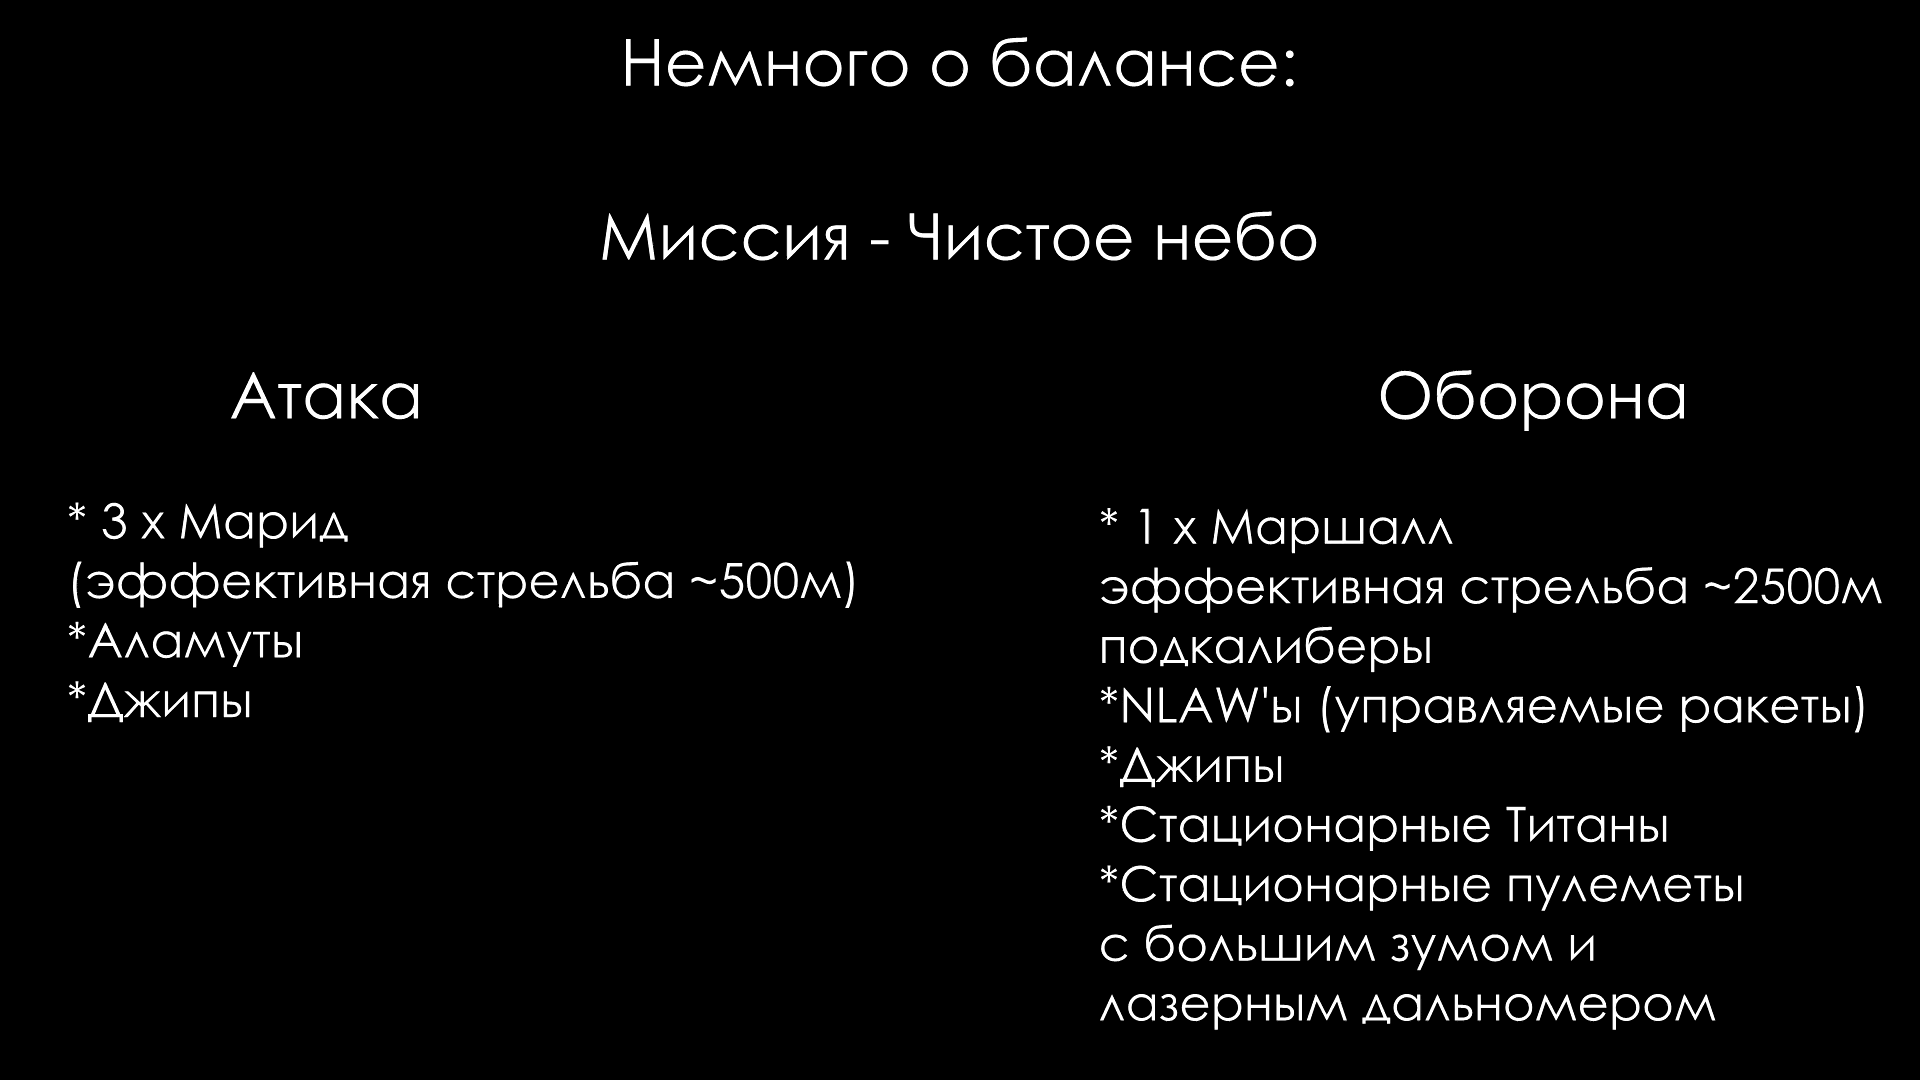 Немного о балансе:
Миссия - Чистое небо
Атака
* 3 х Марид
(эффективная стрельба ~500м)
*Аламуты
*Джипы
Оборона
* 1 х Маршалл
эффективная стрельба ~2500м
подкалиберы
*NLAW'ы (управляемые ракеты)
*Джипы
*Стационарные Титаны
*Стационарные пулеметы
с большим зумом и
лазерным дальномером